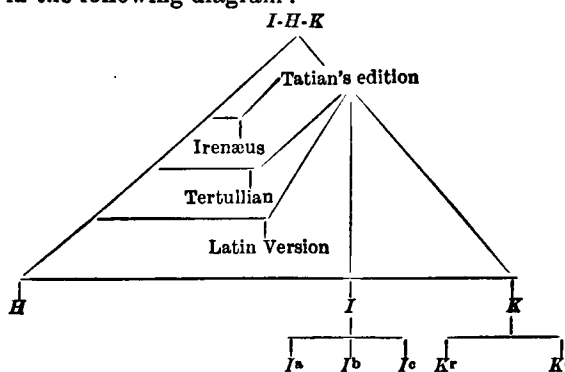 in the following diagram:
I-H-K
Tatian's edition
Irenæus
Tertullian
Latin Version
H I K
Iᵃ Iᵇ Iᶜ Kʳ K